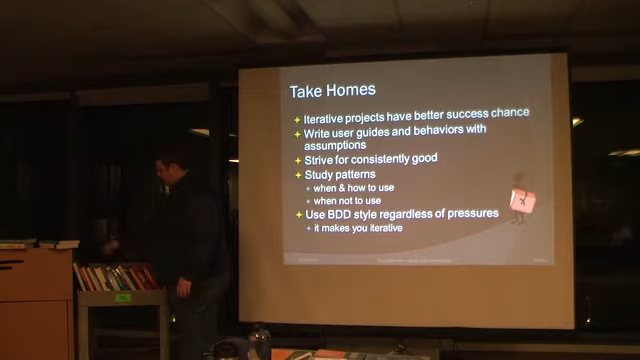 Take Homes
Iterative projects have better success chance
Write user guides and behaviors with
assumptions
Strive for consistently good
Study patterns
when & how to use
when not to use
Use BDD style regardless of pressures
it makes you iterative